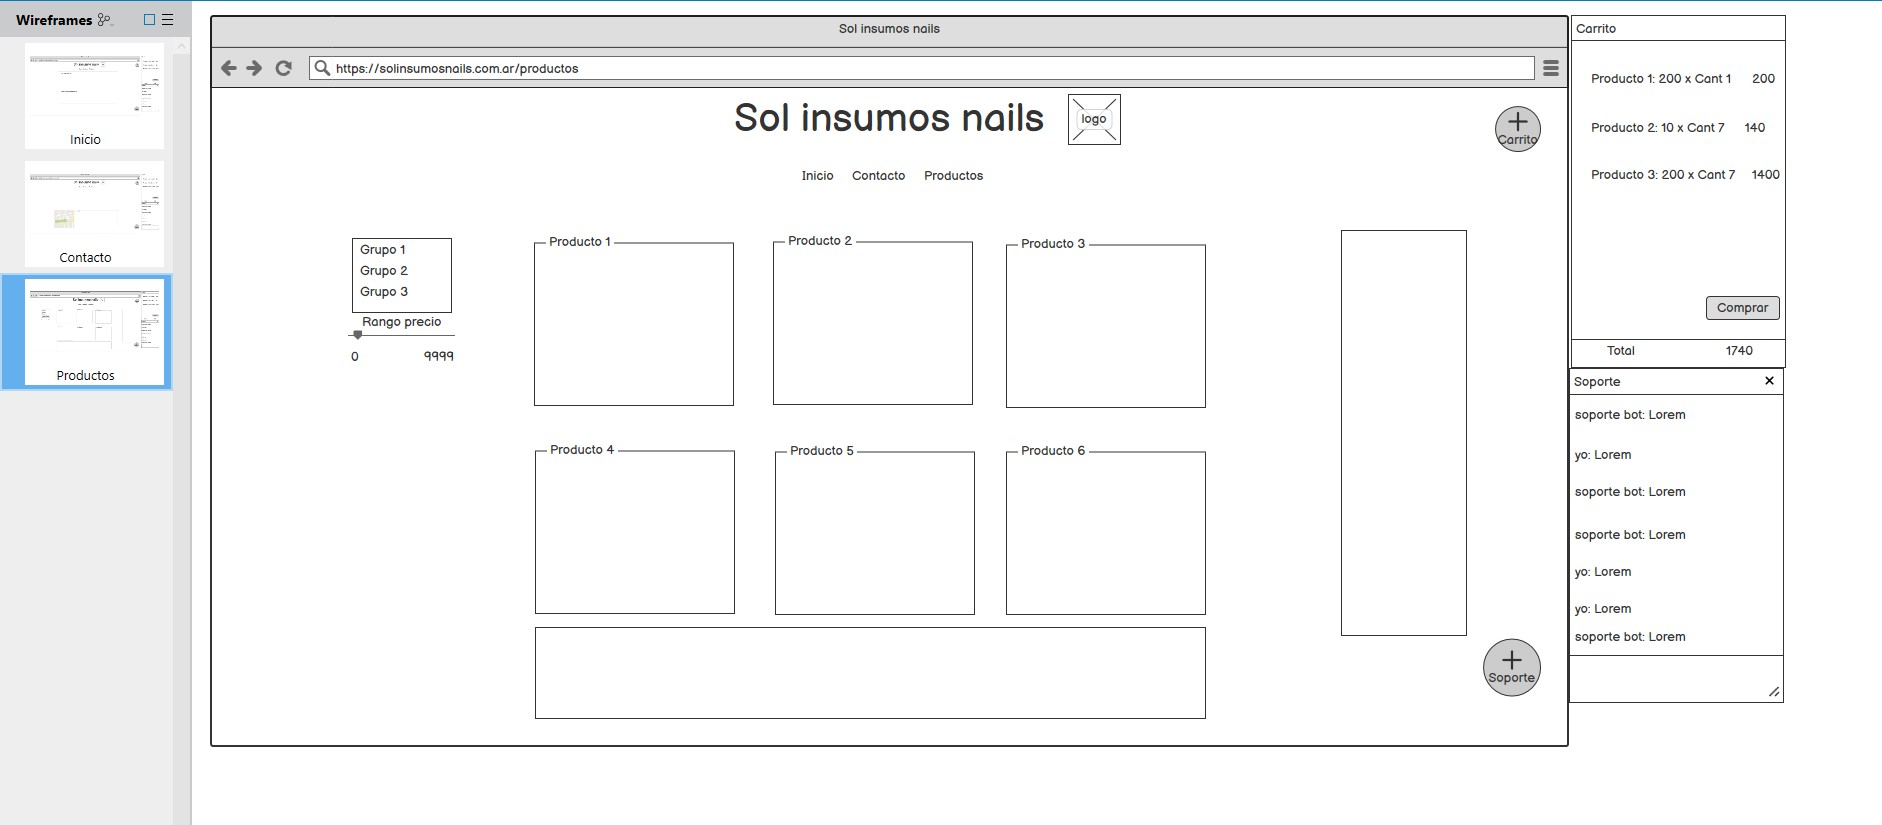 Wireframes
Inicio
Contacto
Productos
Sol insumos nails
https://solinsumosnails.com.ar/productos
Sol insumos nails
logo
Carrito
Inicio Contacto Productos
Grupo 1
Grupo 2
Grupo 3
Rango precio
0 9999
Producto 1
Producto 2
Producto 3
Producto 4
Producto 5
Producto 6
Soporte
Carrito
Producto 1: 200 x Cant 1 200
Producto 2: 10 x Cant 7 140
Producto 3: 200 x Cant 7 1400
Comprar
Total 1740
Soporte
soporte bot: Lorem
yo: Lorem
soporte bot: Lorem
soporte bot: Lorem
yo: Lorem
yo: Lorem
soporte bot: Lorem